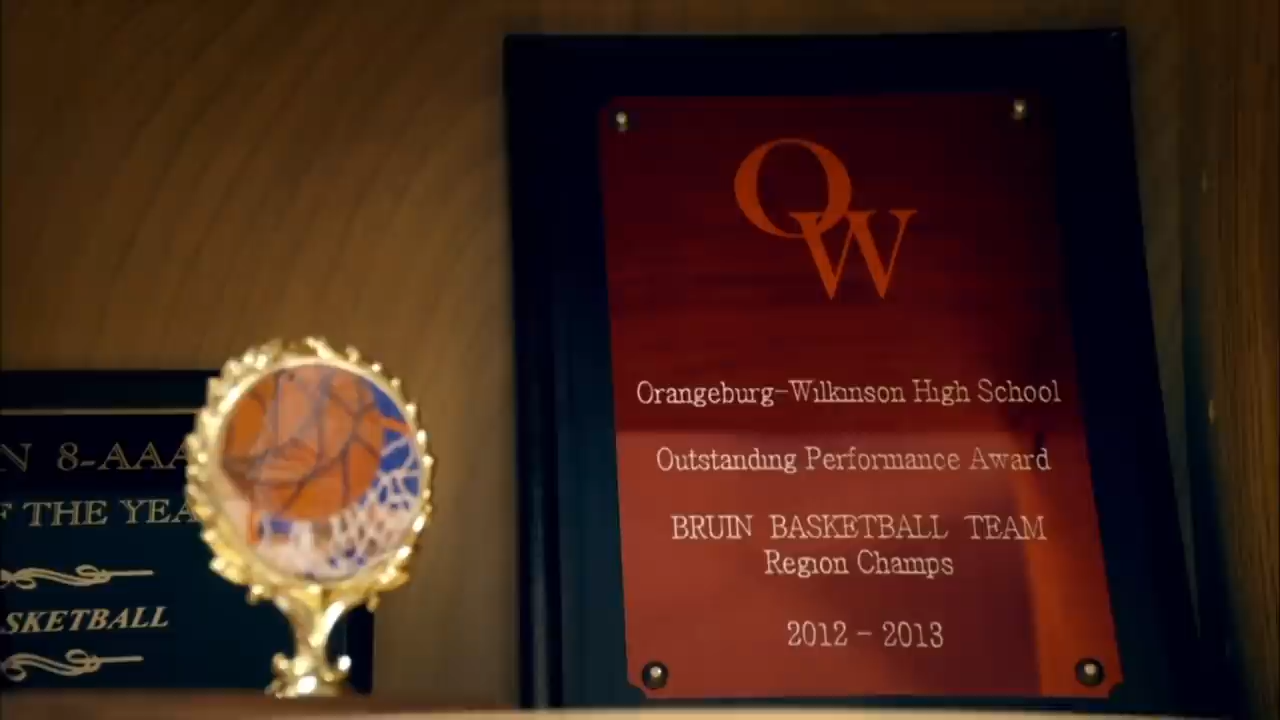 OW
Orangeburg-Wilkinson High School
Outstanding Performance Award
BRUIN BASKETBALL TEAM
Region Champs
2012 - 2013
N 8-AAA
F THE YEA
SKETBALL